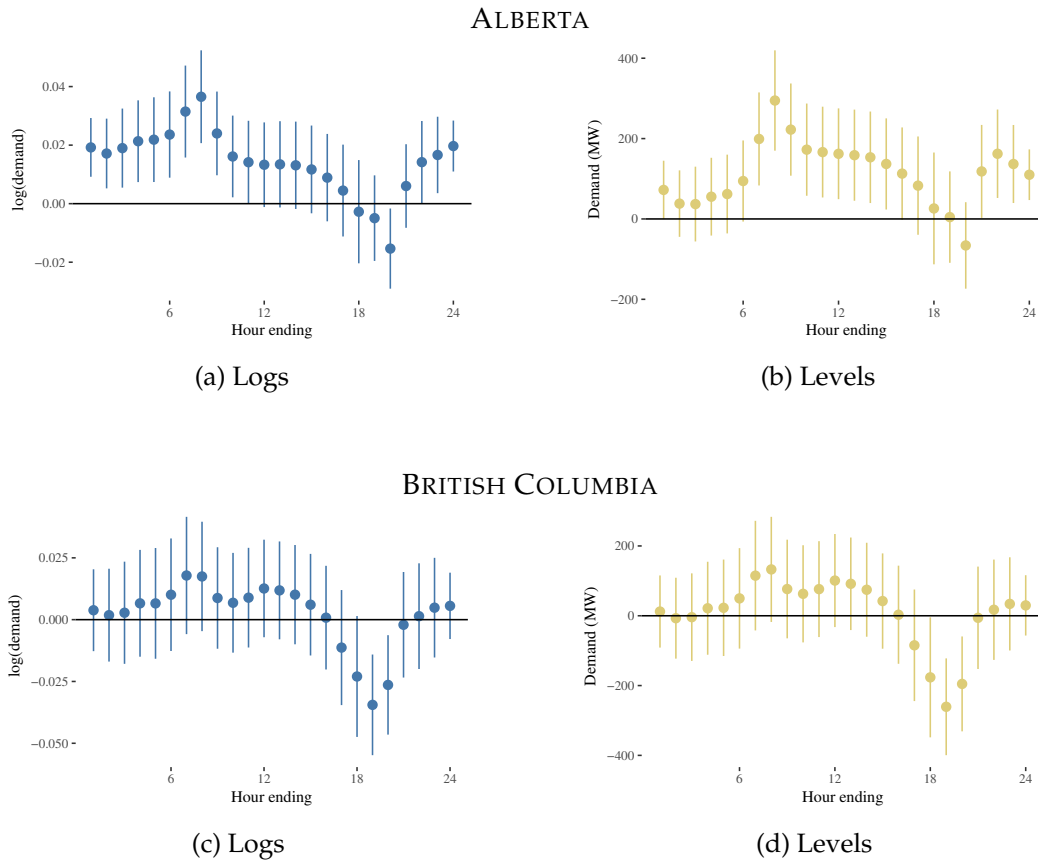 ALBERTA
log(demand)
0.04
0.02
0.00
−0.02
6
12
18
24
Hour ending
(a) Logs
Demand (MW)
400
200
0
−200
6
12
18
24
Hour ending
(b) Levels
BRITISH COLUMBIA
log(demand)
0.025
0.000
−0.025
−0.050
6
12
18
24
Hour ending
(c) Logs
Demand (MW)
200
0
−200
−400
6
12
18
24
Hour ending
(d) Levels